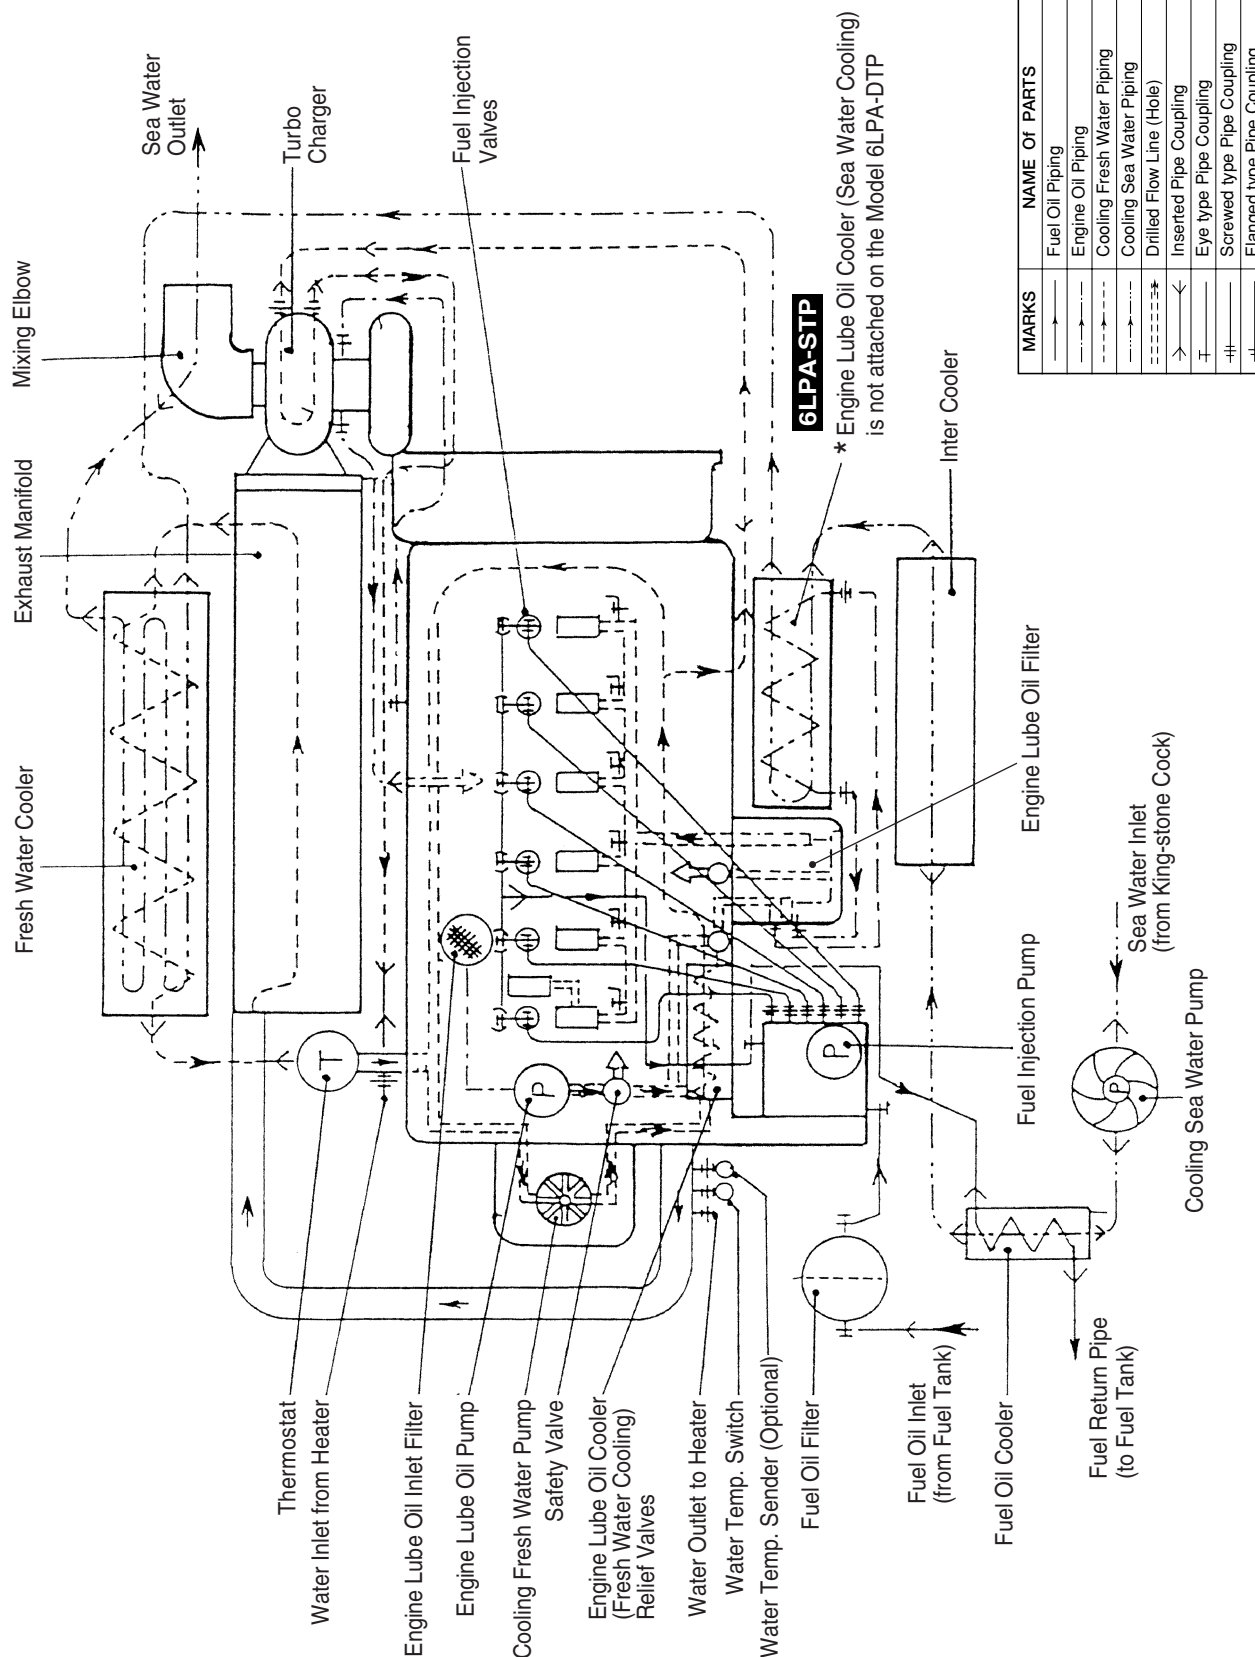 Fresh Water Cooler
Exhaust Manifold
Mixing Elbow
Sea Water
Outlet
Turbo
Charger
Fuel Injection
Valves
6LPA-STP
* Engine Lube Oil Cooler (Sea Water Cooling)
is not attached on the Model 6LPA-DTP
Inter Cooler
Engine Lube Oil Filter
Sea Water Inlet
(from King-stone Cock)
Cooling Sea Water Pump
Fuel Injection Pump
T
P
P
P
Thermostat
Water Inlet from Heater
Engine Lube Oil Inlet Filter
Engine Lube Oil Pump
Cooling Fresh Water Pump
Safety Valve
Engine Lube Oil Cooler
(Fresh Water Cooling)
Relief Valves
Water Outlet to Heater
Water Temp. Switch
Water Temp. Sender (Optional)
Fuel Oil Filter
Fuel Oil Inlet
(from Fuel Tank)
Fuel Oil Cooler
Fuel Return Pipe
(to Fuel Tank)
MARKS NAME Of PARTS
Fuel Oil Piping
Engine Oil Piping
Cooling Fresh Water Piping
Cooling Sea Water Piping
Drilled Flow Line (Hole)
Inserted Pipe Coupling
Eye type Pipe Coupling
Screwed type Pipe Coupling
Flanged type Pipe Coupling